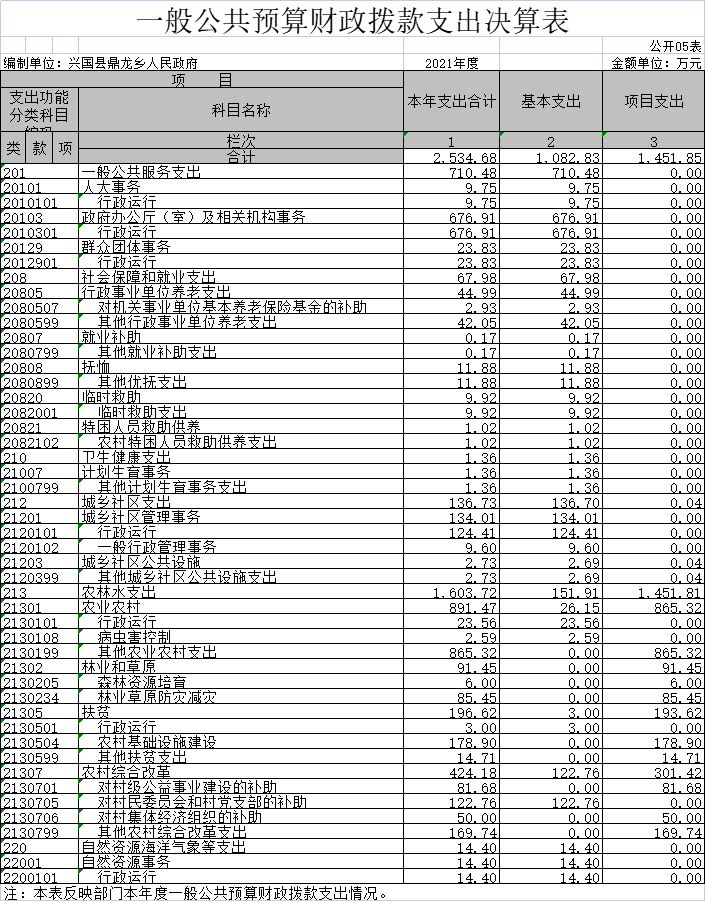 一般公共预算财政拨款支出决算表
公开05表
编制单位：兴国县鼎龙乡人民政府 2021年度 金额单位：万元
项 目 本年支出合计 基本支出 项目支出
支出功能分类科目编码 科目名称
类 款 项 栏次 1 2 3
合计 2,534.68 1,082.83 1,451.85
201 一般公共服务支出 710.48 710.48 0.00
20101 人大事务 9.75 9.75 0.00
2010101 行政运行 9.75 9.75 0.00
20103 政府办公厅（室）及相关机构事务 676.91 676.91 0.00
2010301 行政运行 676.91 676.91 0.00
20129 群众团体事务 23.83 23.83 0.00
2012901 行政运行 23.83 23.83 0.00
208 社会保障和就业支出 67.98 67.98 0.00
20805 行政事业单位养老支出 44.99 44.99 0.00
2080507 对机关事业单位基本养老保险基金的补助 2.93 2.93 0.00
2080599 其他行政事业单位养老支出 42.05 42.05 0.00
20807 就业补助 0.17 0.17 0.00
2080799 其他就业补助支出 0.17 0.17 0.00
20808 抚恤 11.88 11.88 0.00
2080899 其他优抚支出 11.88 11.88 0.00
20820 临时救助 9.92 9.92 0.00
2082001 临时救助支出 9.92 9.92 0.00
20821 特困人员救助供养 1.02 1.02 0.00
2082102 农村特困人员救助供养支出 1.02 1.02 0.00
210 卫生健康支出 1.36 1.36 0.00
21007 计划生育事务 1.36 1.36 0.00
2100799 其他计划生育事务支出 1.36 1.36 0.00
212 城乡社区支出 136.73 136.70 0.04
21201 城乡社区管理事务 134.01 134.01 0.00
2120101 行政运行 124.41 124.41 0.00
2120102 一般行政管理事务 9.60 9.60 0.00
21203 城乡社区公共设施 2.73 2.69 0.04
2120399 其他城乡社区公共设施支出 2.73 2.69 0.04
213 农林水支出 1,603.72 151.91 1,451.81
21301 农业农村 891.47 26.15 865.32
2130101 行政运行 23.56 23.56 0.00
2130108 病虫害控制 2.59 2.59 0.00
2130199 其他农业农村支出 865.32 0.00 865.32
21302 林业和草原 91.45 0.00 91.45
2130205 森林资源培育 6.00 0.00 6.00
2130234 林业草原防灾减灾 85.45 0.00 85.45
21305 扶贫 196.62 3.00 193.62
2130501 行政运行 3.00 3.00 0.00
2130504 农村基础设施建设 178.90 0.00 178.90
2130599 其他扶贫支出 14.71 0.00 14.71
21307 农村综合改革 424.18 122.76 301.42
2130701 对村级公益事业建设的补助 81.68 0.00 81.68
2130705 对村民委员会和村党支部的补助 122.76 122.76 0.00
2130706 对村集体经济组织的补助 50.00 0.00 50.00
2130799 其他农村综合改革支出 169.74 0.00 169.74
220 自然资源海洋气象等支出 14.40 14.40 0.00
22001 自然资源事务 14.40 14.40 0.00
2200101 行政运行 14.40 14.40 0.00
注：本表反映部门本年度一般公共预算财政拨款支出情况。